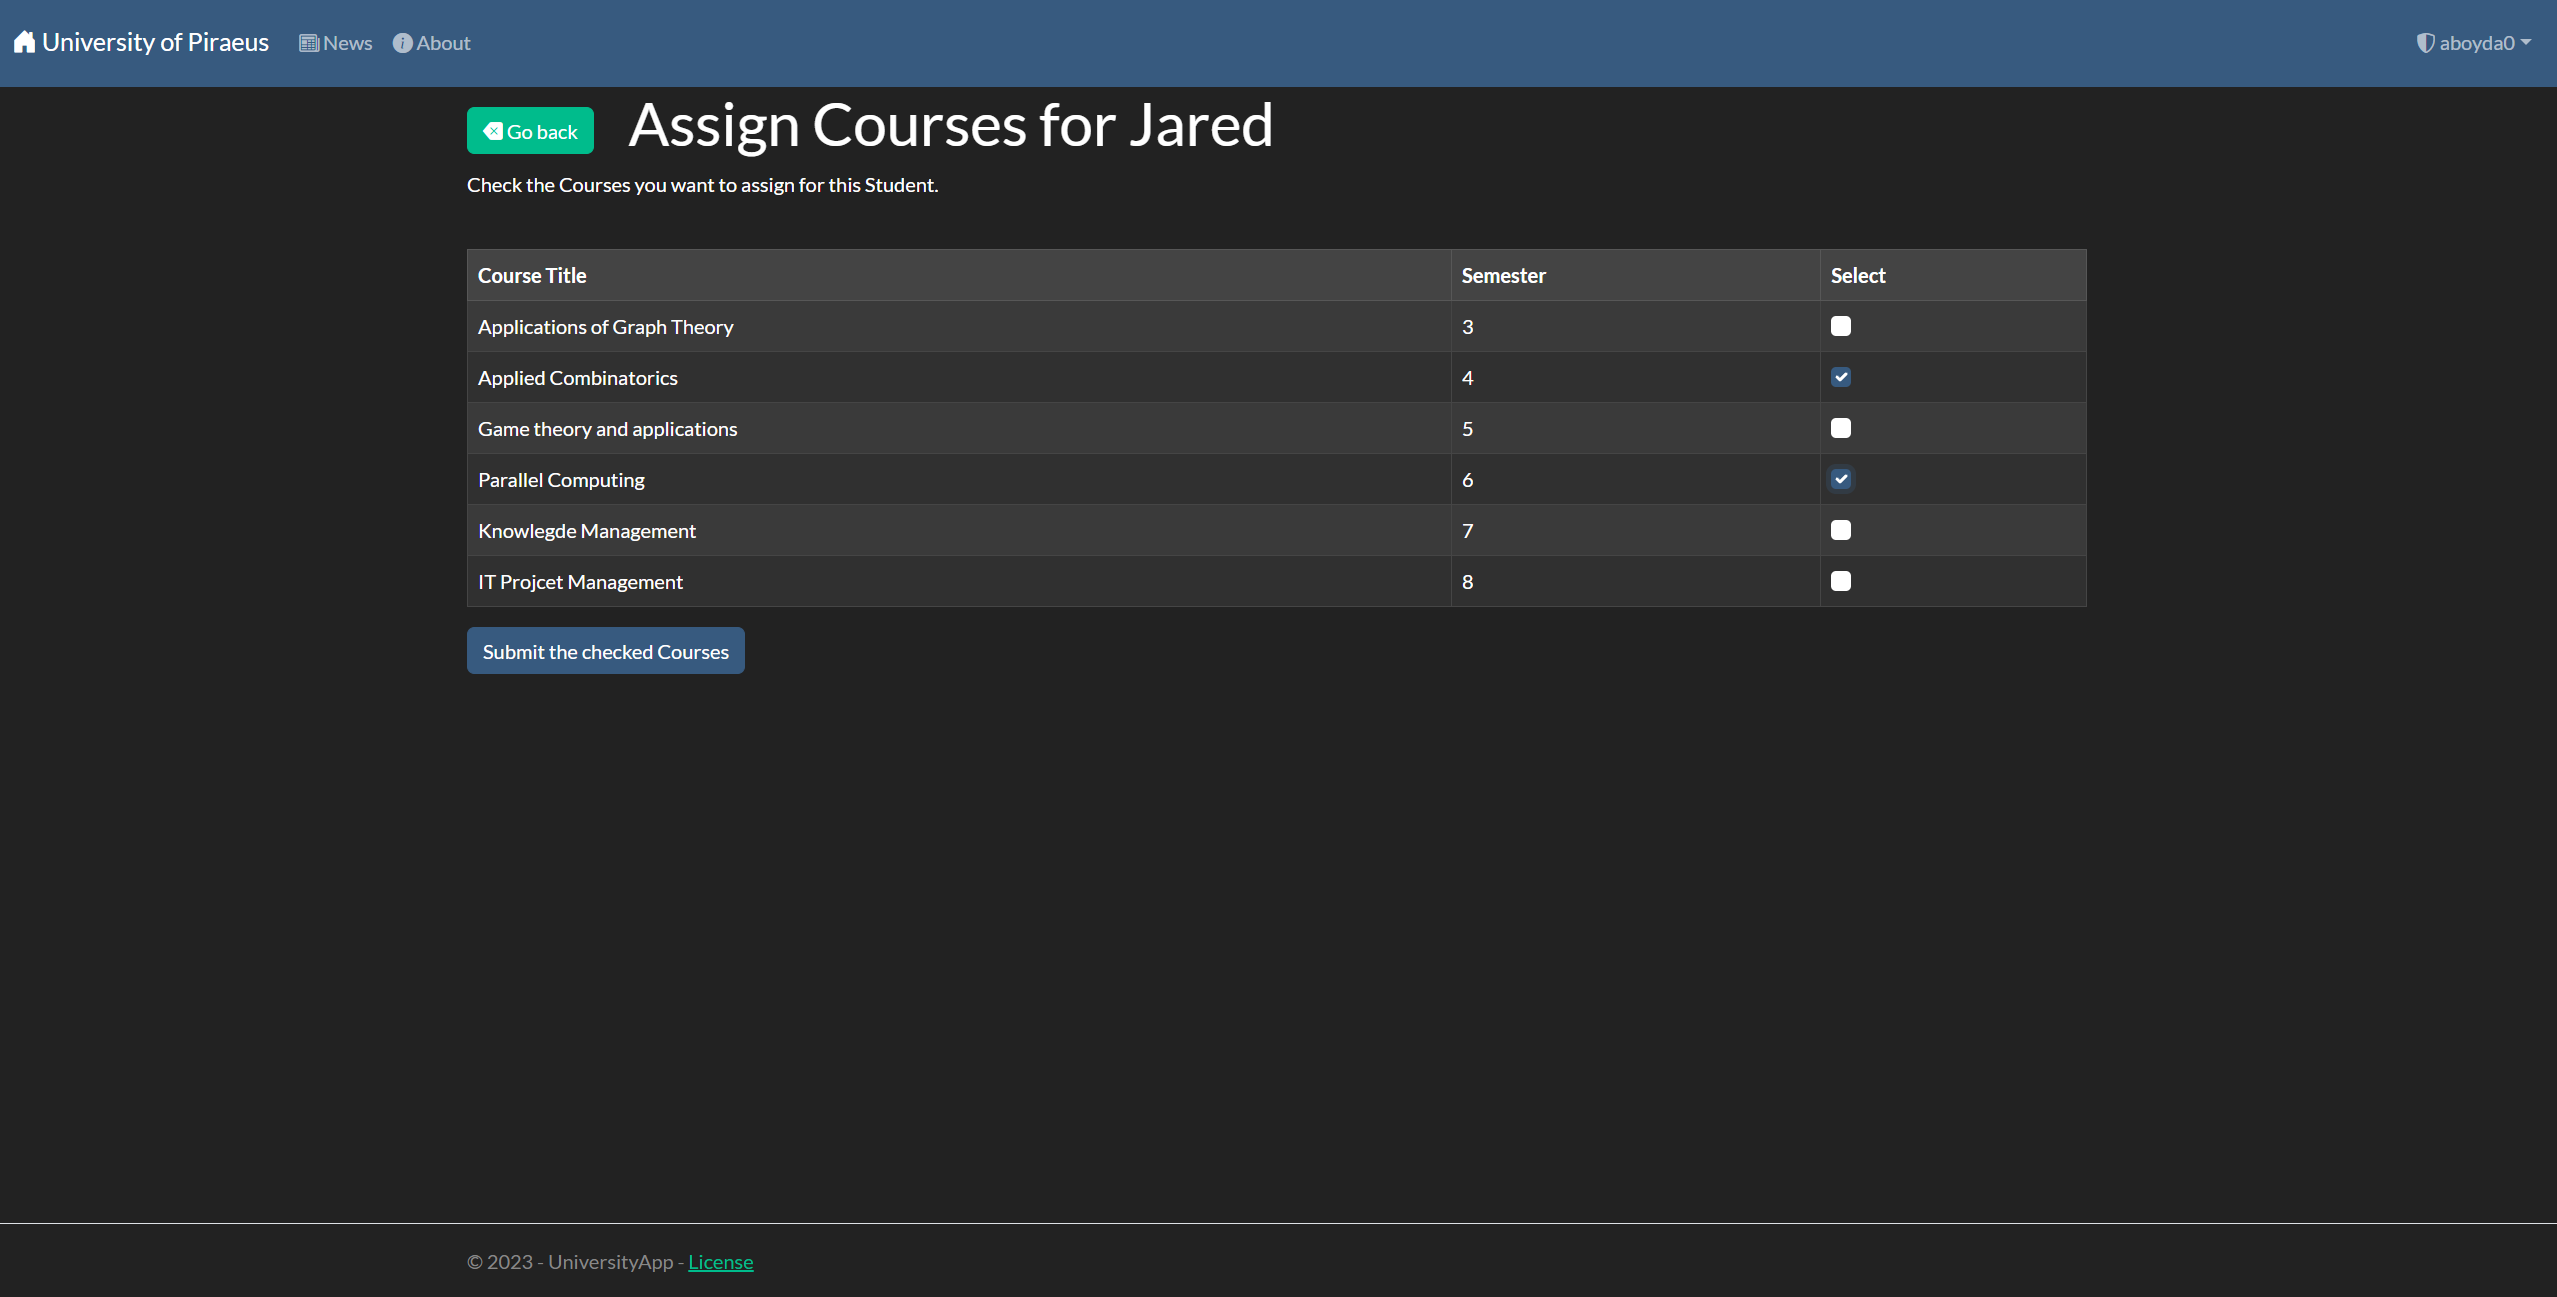 University of Piraeus News About aboyda0
Go back Assign Courses for Jared
Check the Courses you want to assign for this Student.
Course Title Semester Select
Applications of Graph Theory 3
Applied Combinatorics 4
Game theory and applications 5
Parallel Computing 6
Knowlegde Management 7
IT Projcet Management 8
Submit the checked Courses
© 2023 - UniversityApp - License